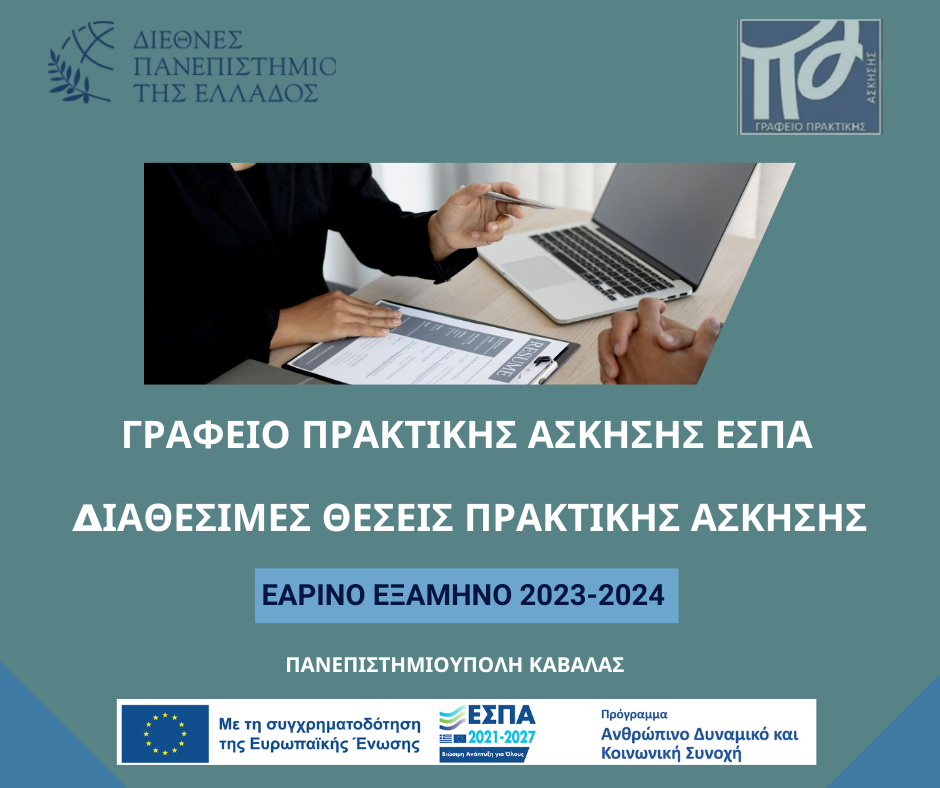 ΔΙΕΘΝΕΣ
ΠΑΝΕΠΙΣΤΗΜΙΟ
ΤΗΣ ΕΛΛΑΔΟΣ
ΠΑ
ΑΣΚΗΣΗΣ
ΓΡΑΦΕΙΟ ΠΡΑΚΤΙΚΗΣ
RESUME
ΓΡΑΦΕΙΟ ΠΡΑΚΤΙΚΗΣ ΑΣΚΗΣΗΣ ΕΣΠΑ
ΔΙΑΘΕΣΙΜΕΣ ΘΕΣΕΙΣ ΠΡΑΚΤΙΚΗΣ ΑΣΚΗΣΗΣ
ΕΑΡΙΝΟ ΕΞΑΜΗΝΟ 2023-2024
ΠΑΝΕΠΙΣΤΗΜΙΟΥΠΟΛΗ ΚΑΒΑΛΑΣ
Με τη συγχρηματοδότηση
της Ευρωπαϊκής Ένωσης
ΕΣΠΑ
2021-2027
Βιώσιμη Ανάπτυξη για Όλους
Πρόγραμμα
Ανθρώπινο Δυναμικό και
Κοινωνική Συνοχή